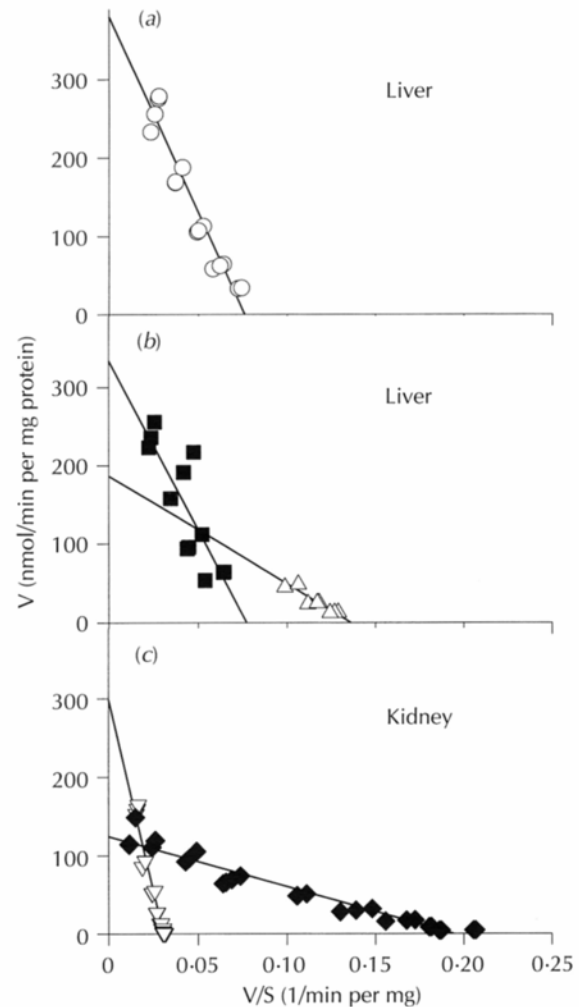 (a)
Liver
300
200
100
0
(b)
Liver
300
200
100
0
V (nmol/min per mg protein)
(c)
Kidney
300
200
100
0
0 0·05 0·10 0·15 0·20 0·25
V/S (1/min per mg)